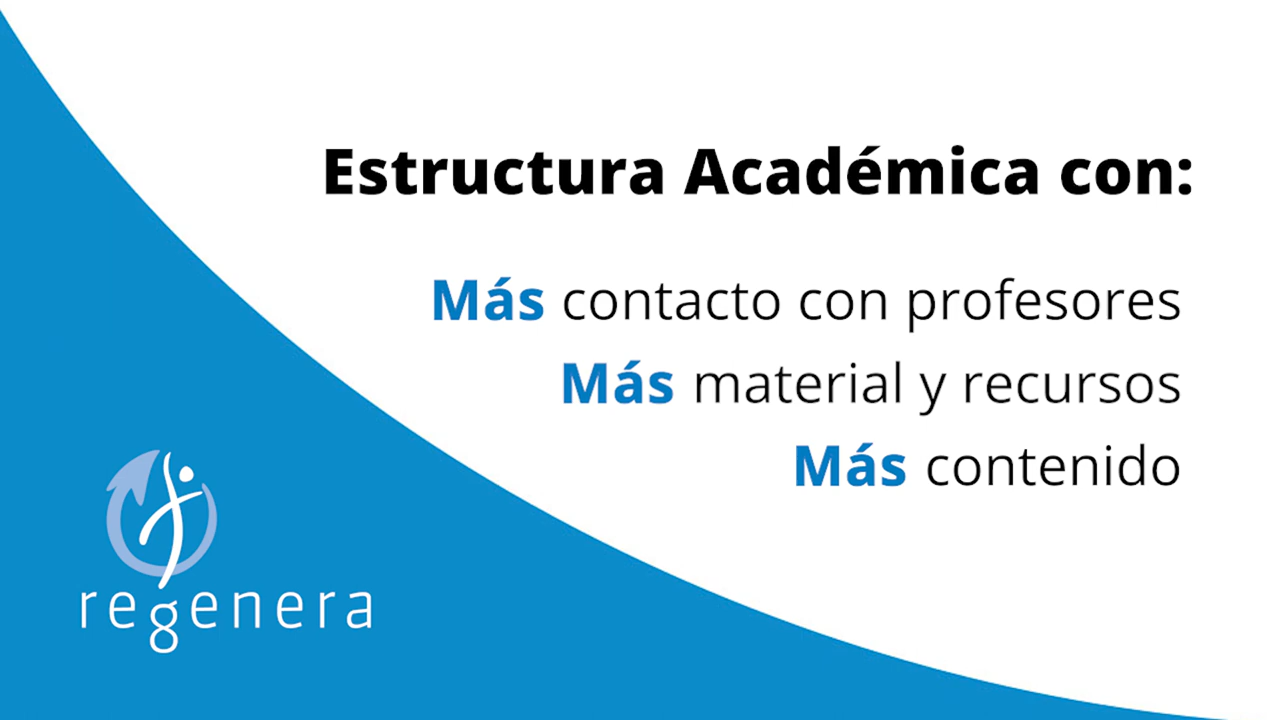 Estructura Académica con:
Más contacto con profesores
Más material y recursos
Más contenido
regenera